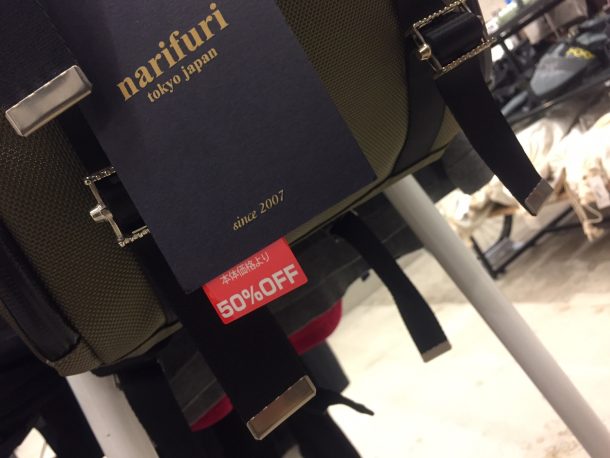 narifuri
tokyo japan
since 2007
本体価格より
50%OFF